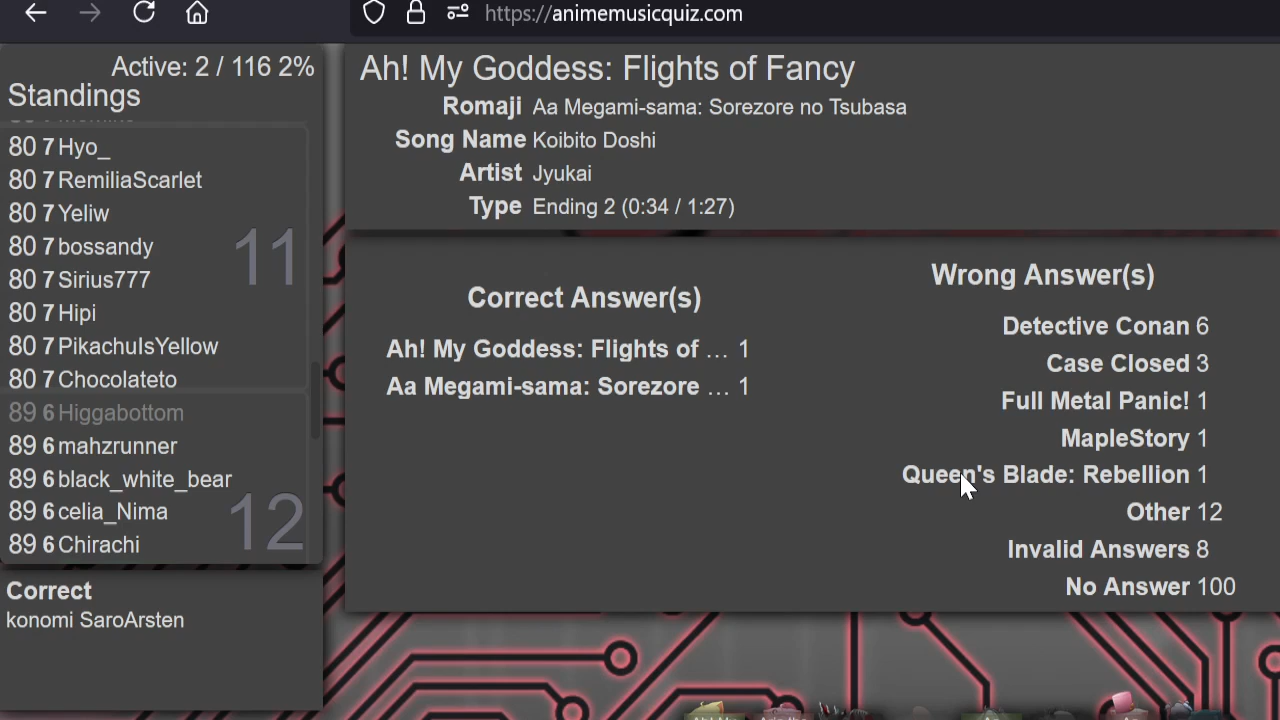 https://animemusicquiz.com
Active: 2 / 116 2%
Standings
80 7 Hyo_
80 7 RemiliaScarlet
80 7 Yeliw
80 7 bossandy
80 7 Sirius777
80 7 Hipi
80 7 PikachuIsYellow
80 7 Chocolateto
11
89 6 Higgabottom
89 6 mahzrunner
89 6 black_white_bear
89 6 celia_Nima
89 6 Chirachi
12
Correct
konomi SaroArsten
Ah! My Goddess: Flights of Fancy
Romaji Aa Megami-sama: Sorezore no Tsubasa
Song Name Koibito Doshi
Artist Jyukai
Type Ending 2 (0:34 / 1:27)
Correct Answer(s)
Ah! My Goddess: Flights of ... 1
Aa Megami-sama: Sorezore ... 1
Wrong Answer(s)
Detective Conan 6
Case Closed 3
Full Metal Panic! 1
MapleStory 1
Queen's Blade: Rebellion 1
Other 12
Invalid Answers 8
No Answer 100